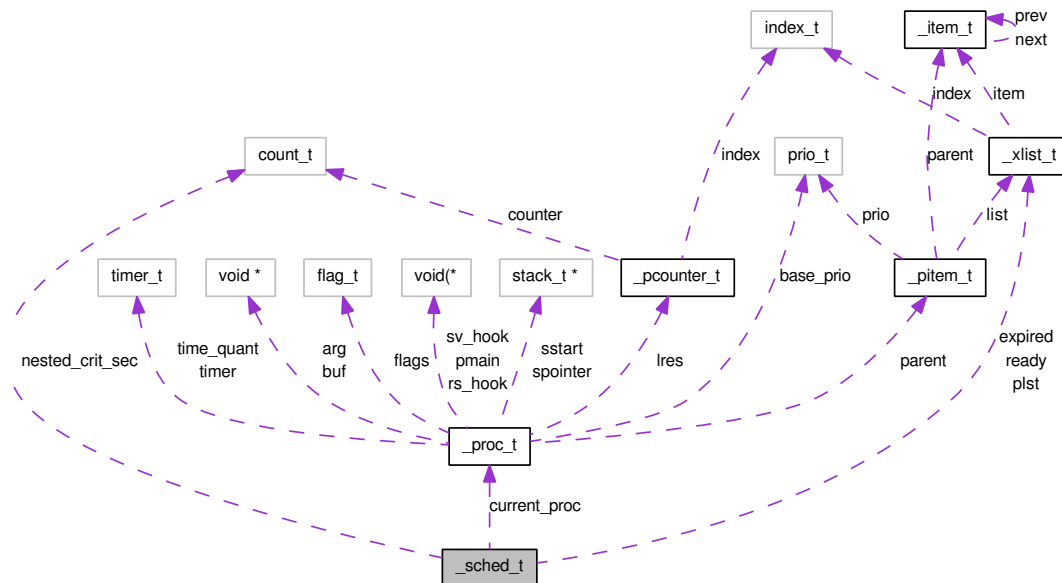 index_t
_item_t
prev
next
index
item
count_t
index
prio_t
parent
_xlist_t
counter
prio
list
timer_t
void *
flag_t
void(*
stack_t *
_pcounter_t
base_prio
_pitem_t
nested_crit_sec
time_quant
timer
arg
buf
flags
sv_hook
pmain
rs_hook
sstart
spointer
lres
parent
expired
ready
plst
_proc_t
current_proc
_sched_t